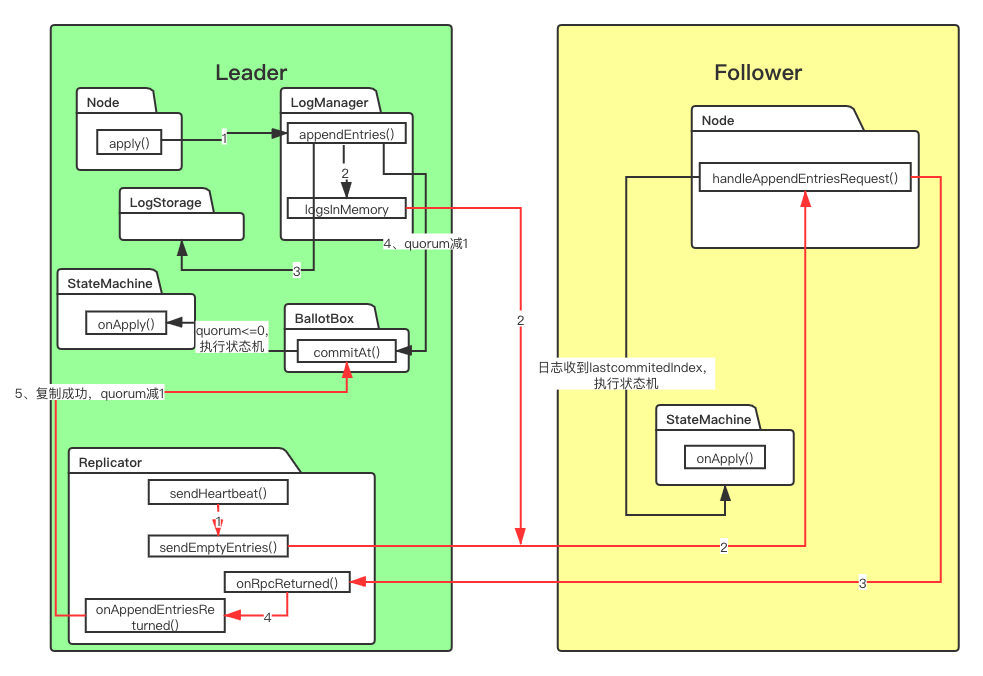 Leader
Node
apply()
1
LogManager
appendEntries()
2
logsInMemory
LogStorage
3
4、quorum减1
StateMachine
onApply()
quorum<=0,
执行状态机
BallotBox
commitAt()
5、复制成功，quorum减1
Replicator
sendHeartbeat()
1
sendEmptyEntries()
onRpcReturned()
4
onAppendEntriesRe
turned()
2
2
3
Follower
Node
handleAppendEntriesRequest()
日志收到lastcommitedIndex，
执行状态机
StateMachine
onApply()